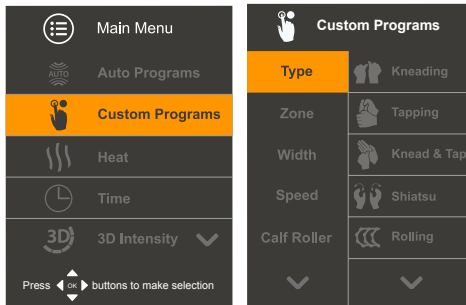 Main Menu
AUTO
Auto Programs
Custom Programs
Heat
Time
3D
3D Intensity
Press OK buttons to make selection
Custom Programs
Type
Kneading
Zone
Tapping
Width
Knead & Tap
Speed
Shiatsu
Calf Roller
Rolling